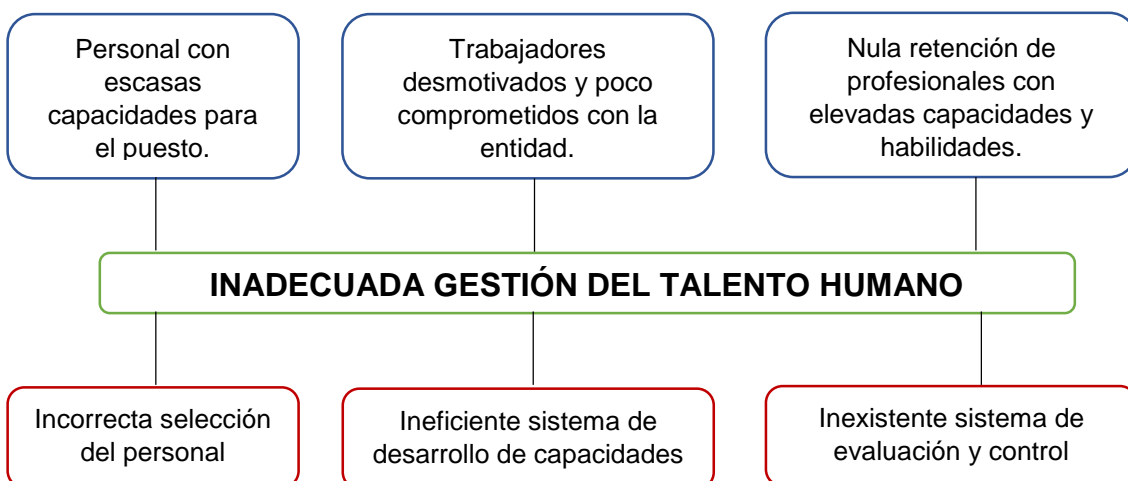 Personal con
escasas
capacidades para
el puesto.
Trabajadores
desmotivados y poco
comprometidos con la
entidad.
Nula retención de
profesionales con
elevadas capacidades y
habilidades.
INADECUADA GESTIÓN DEL TALENTO HUMANO
Incorrecta selección
del personal
Ineficiente sistema de
desarrollo de capacidades
Inexistente sistema de
evaluación y control